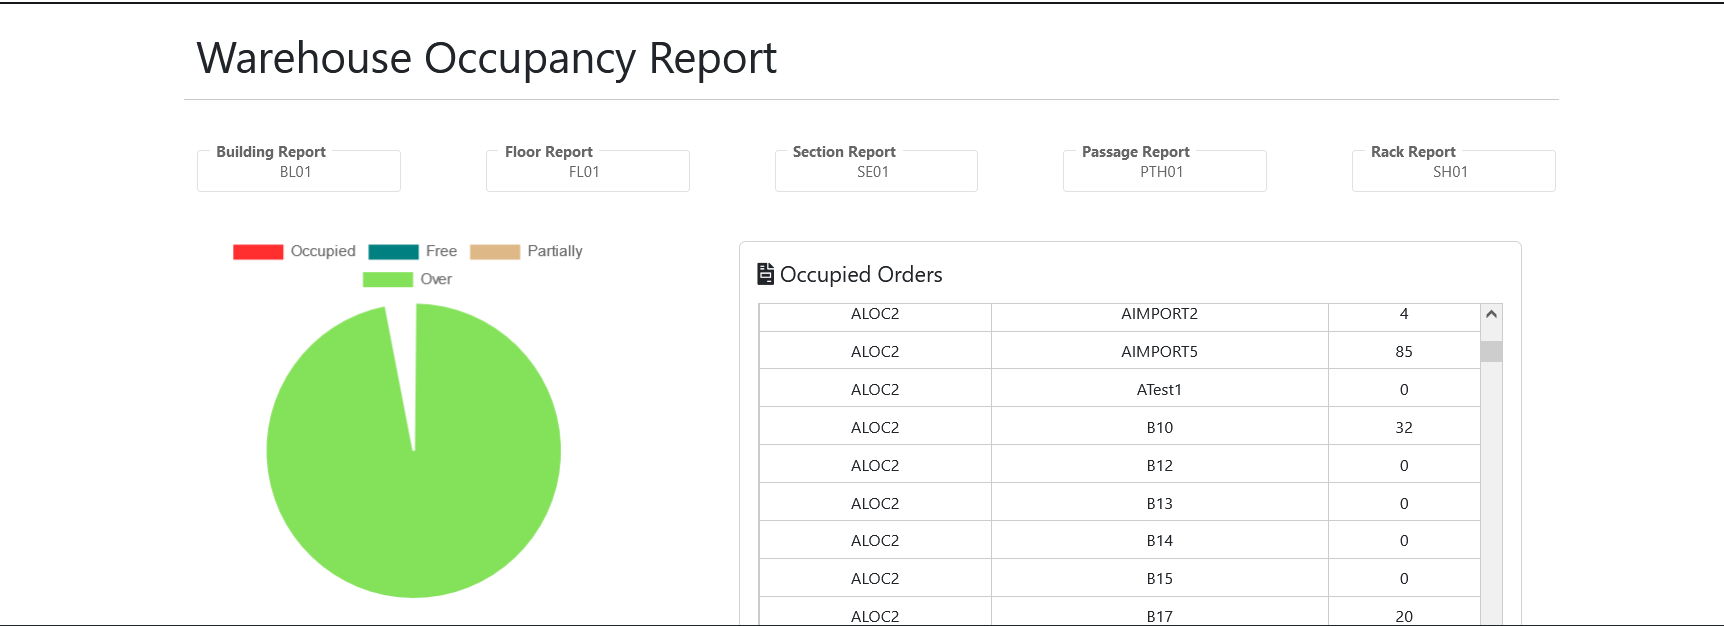 Warehouse Occupancy Report
Building Report
BL01
Floor Report
FL01
Section Report
SE01
Passage Report
PTH01
Rack Report
SH01
Occupied Free Partially
Over
Occupied Orders
ALOC2 AIMPORT2 4
ALOC2 AIMPORT5 85
ALOC2 ATest1 0
ALOC2 B10 32
ALOC2 B12 0
ALOC2 B13 0
ALOC2 B14 0
ALOC2 B15 0
ALOC2 B17 20